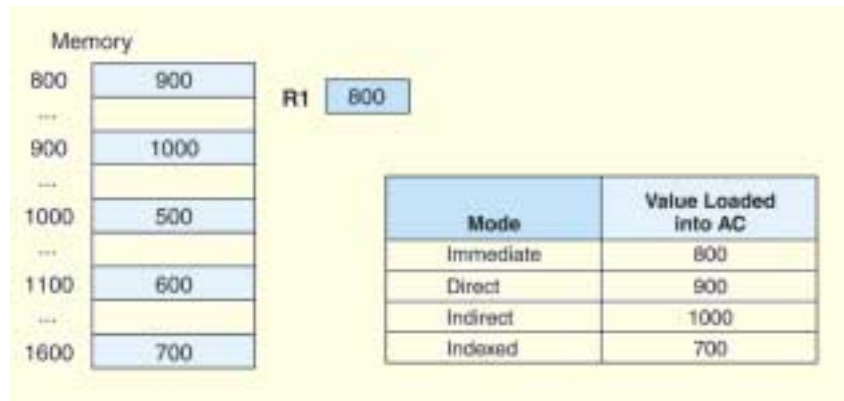 Memory
800 900
...
900 1000
...
1000 500
...
1100 600
...
1600 700
R1 800
Mode Value Loaded into AC
Immediate 800
Direct 900
Indirect 1000
Indexed 700